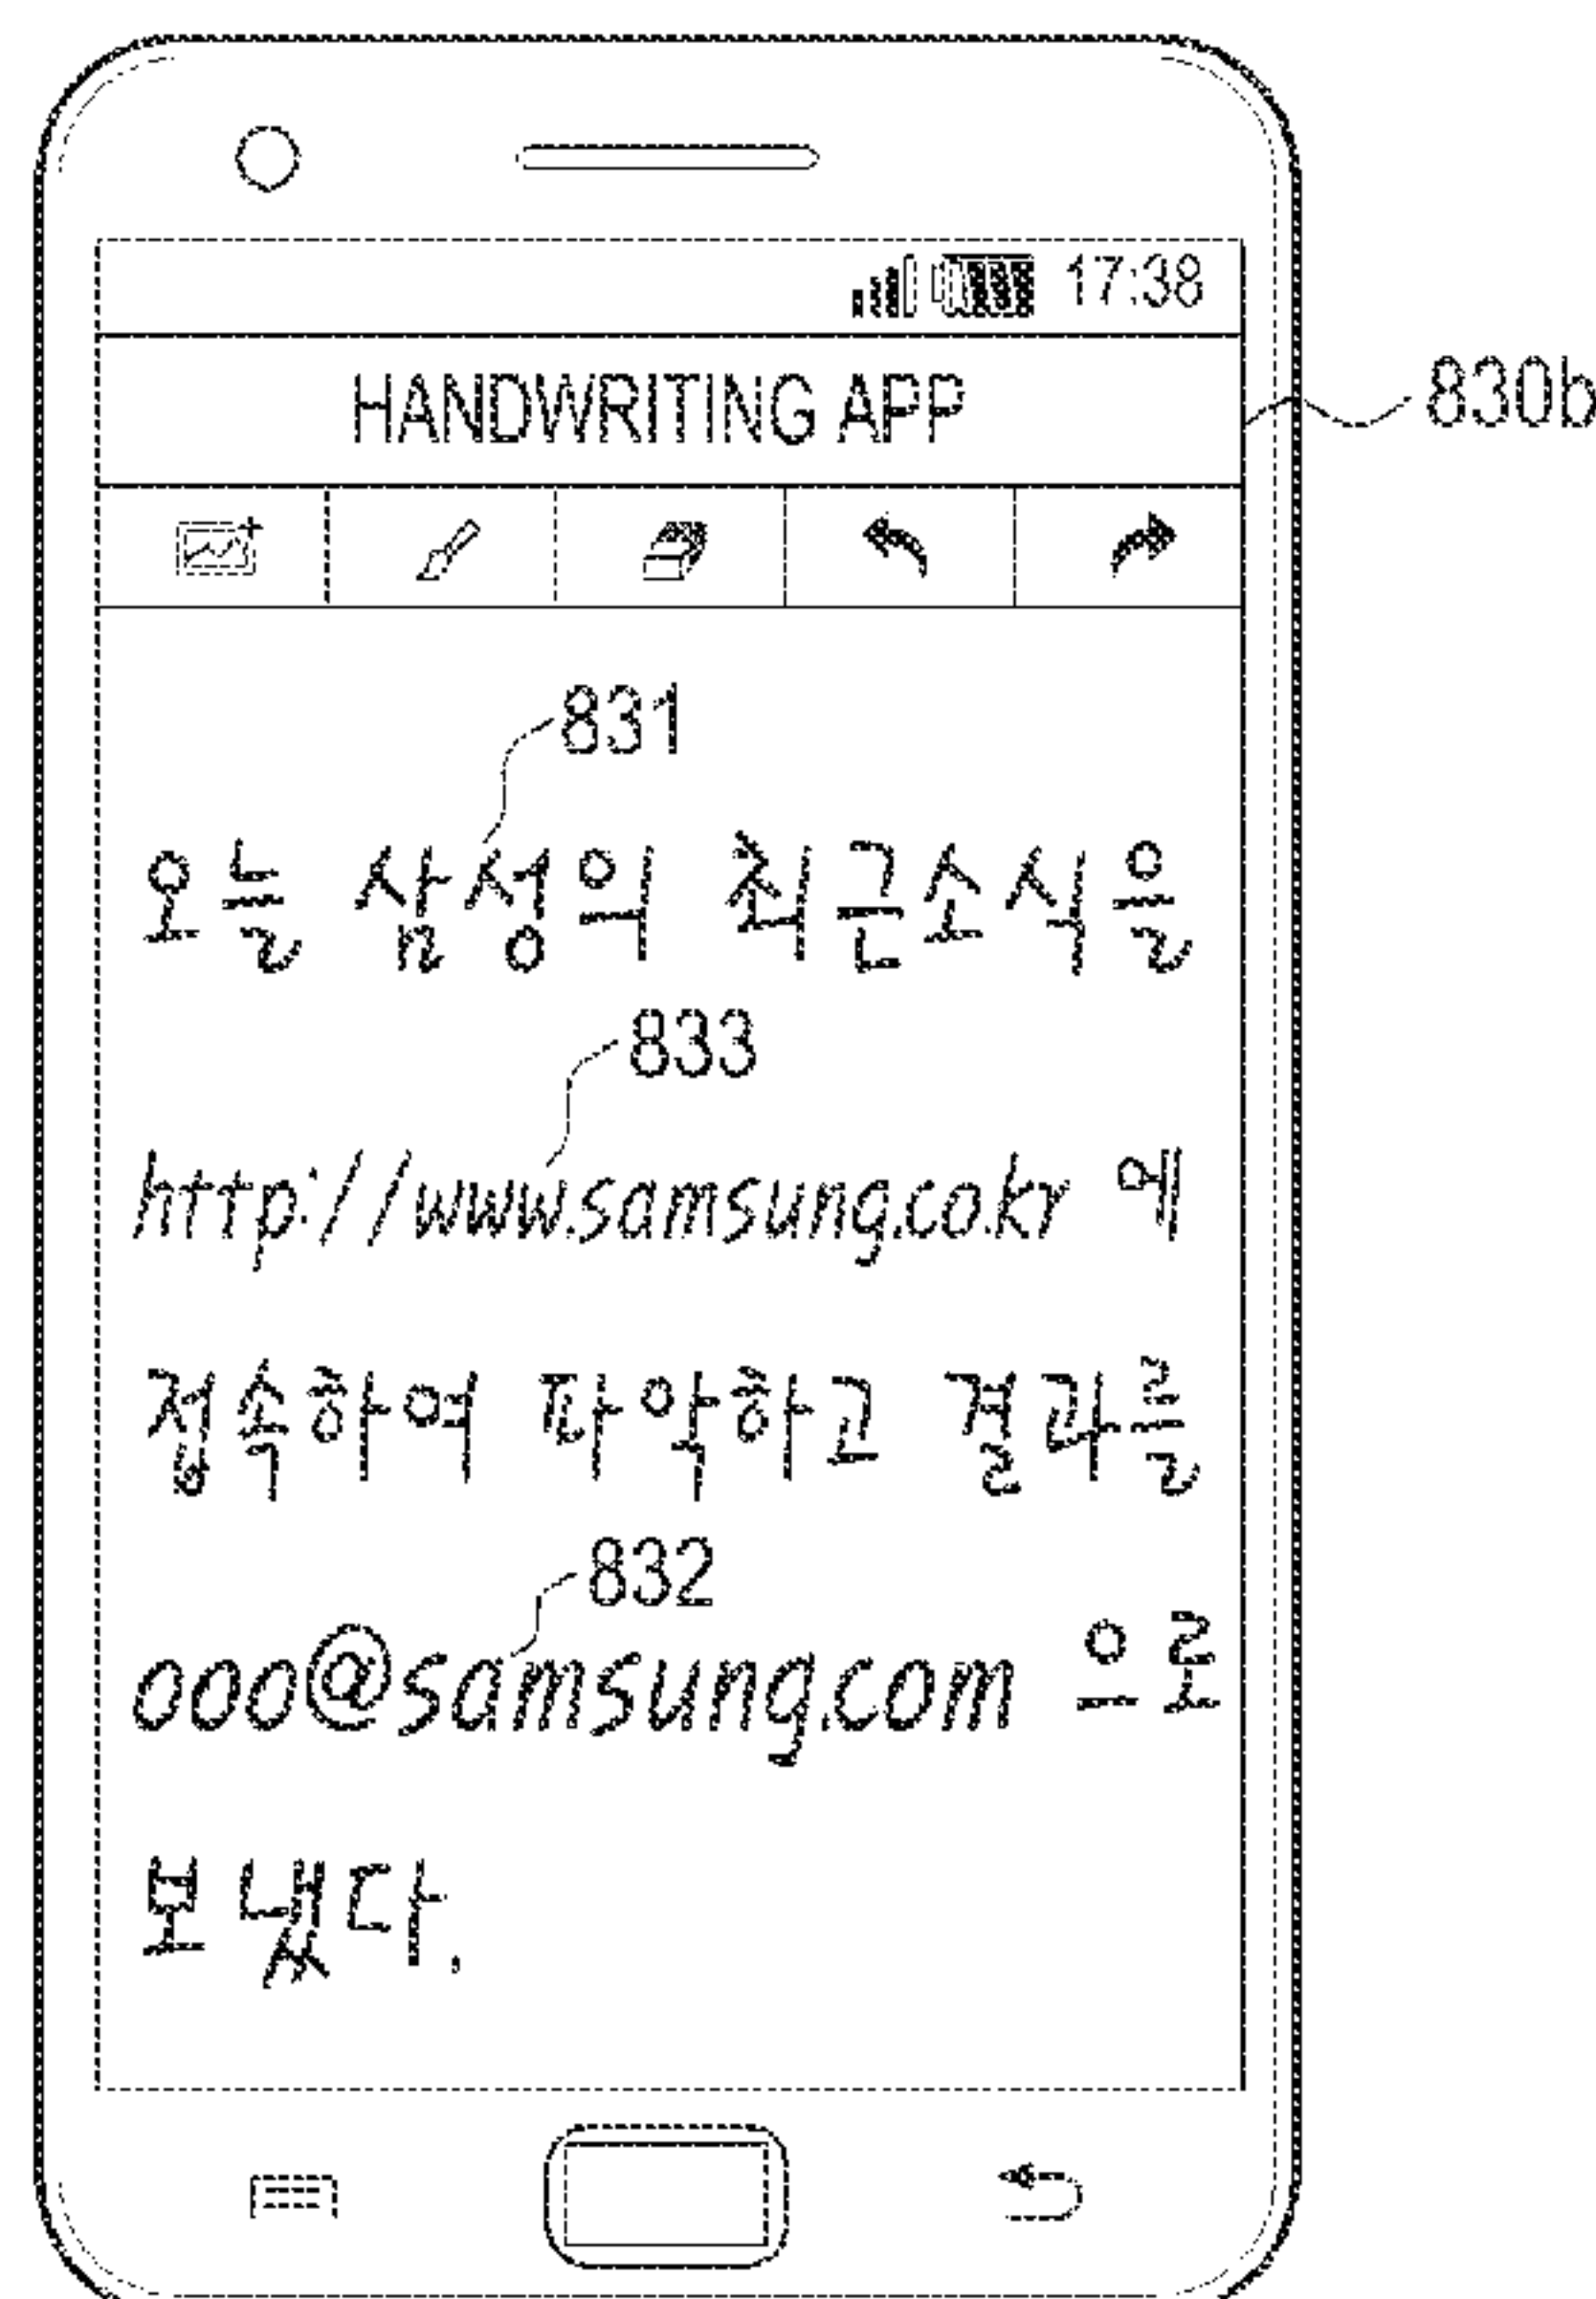 17:38
HANDWRITING APP
830b
831
오늘 삼성의 최근소식을
833
http://www.samsung.co.kr 에
접속하여 파악하고 결과를
832
ooo@samsung.com 으로
보냈다.